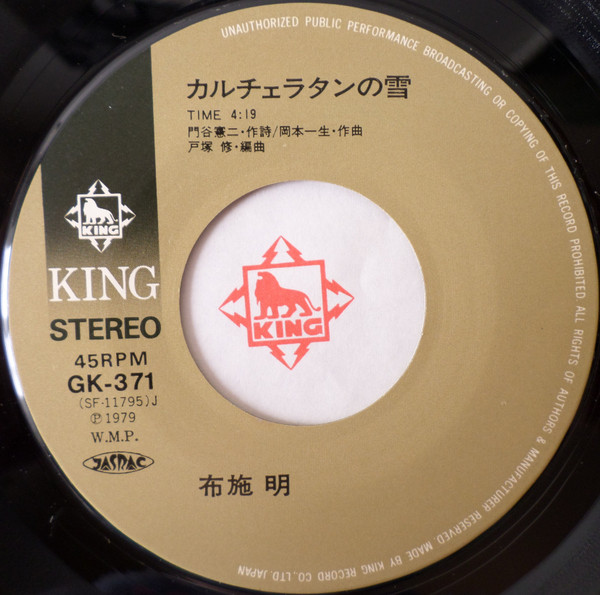 UNAUTHORIZED PUBLIC PERFORMANCE BROADCASTING OR COPYING OF THIS RECORD PROHIBITED. ALL RIGHTS OF AUTHORS & MANUFACTURER RESERVED. MADE BY KING RECORD CO., LTD. JAPAN
カルチェラタンの雪
TIME 4:19
門谷憲二・作詩/岡本一生・作曲
戸塚 修・編曲
KING
KING
KING
STEREO
45RPM
GK-371
(SF-11795)J
Ⓟ1979
W.M.P.
JASRAC
布施 明